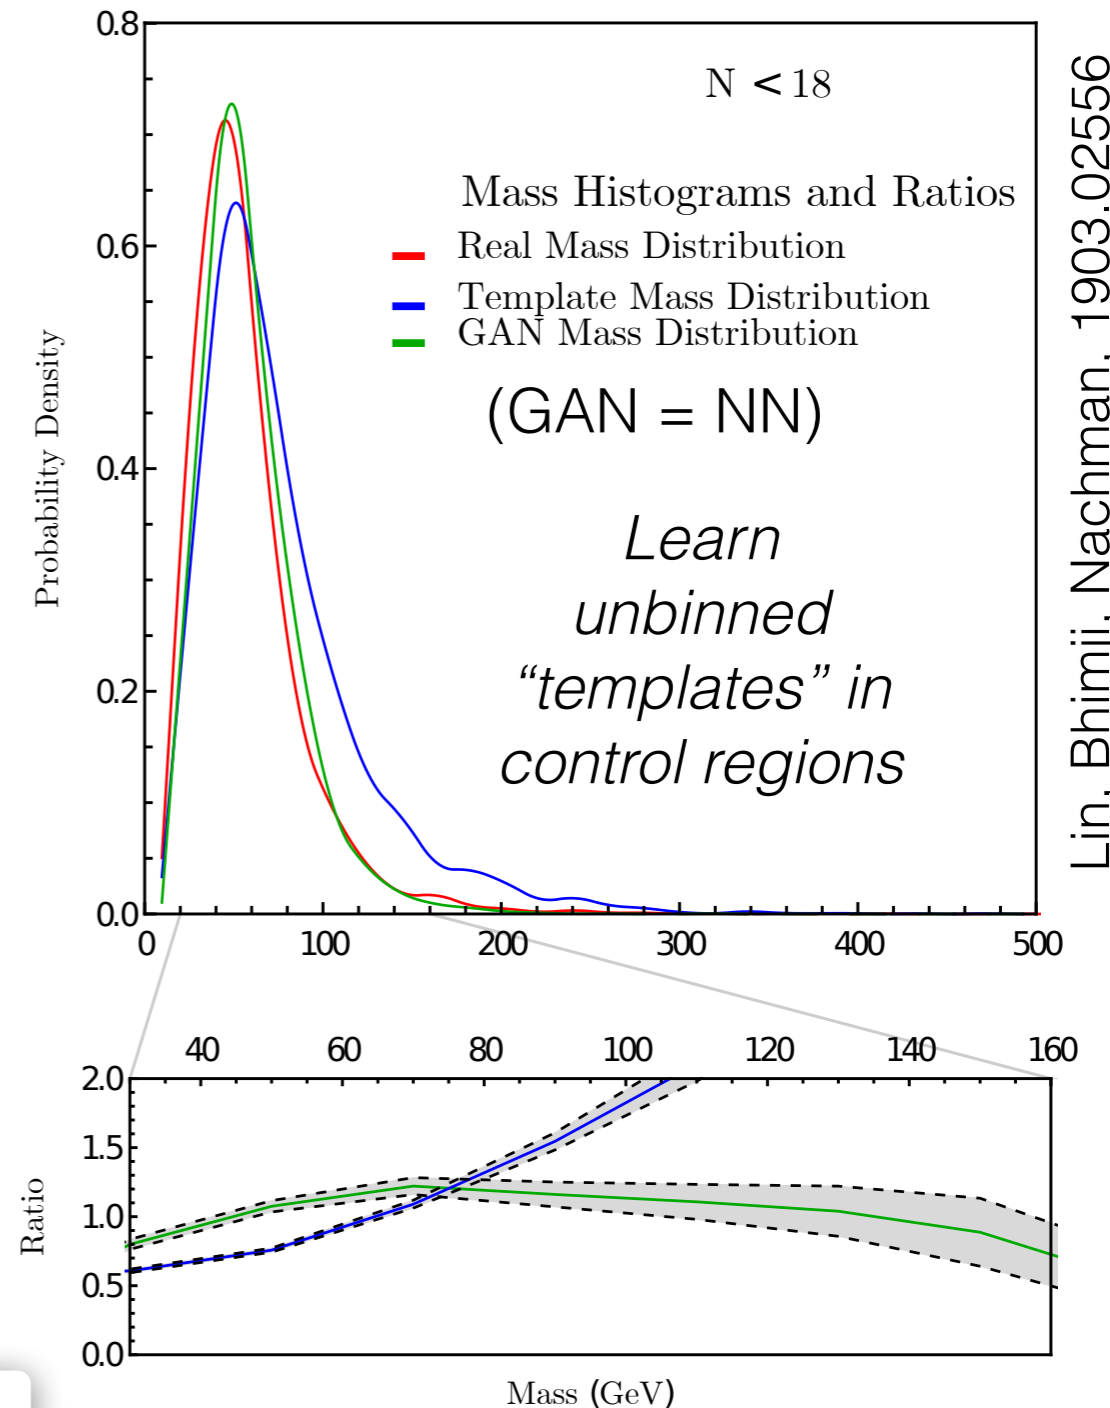 0.8
N < 18
Mass Histograms and Ratios
Real Mass Distribution
Template Mass Distribution
GAN Mass Distribution
(GAN = NN)
Learn
unbinned
“templates” in
control regions
Probability Density
0.6
0.4
0.2
0.0
0 100 200 300 400 500
Lin, Bhimji, Nachman, 1903.02556
40 60 80 100 120 140 160
2.0
1.5
1.0
0.5
0.0
Ratio
Mass (GeV)